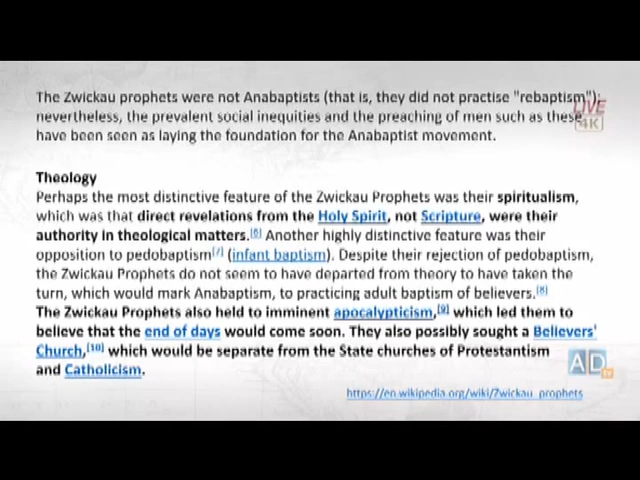 The Zwickau prophets were not Anabaptists (that is, they did not practise "rebaptism");
LIVE
nevertheless, the prevalent social inequities and the preaching of men such as these
4K
have been seen as laying the foundation for the Anabaptist movement.
Theology
Perhaps the most distinctive feature of the Zwickau Prophets was their spiritualism,
which was that direct revelations from the Holy Spirit, not Scripture, were their
authority in theological matters.[6] Another highly distinctive feature was their
opposition to pedobaptism[7] (infant baptism). Despite their rejection of pedobaptism,
the Zwickau Prophets do not seem to have departed from theory to have taken the
turn, which would mark Anabaptism, to practicing adult baptism of believers.[8]
The Zwickau Prophets also held to imminent apocalypticism,[9] which led them to
believe that the end of days would come soon. They also possibly sought a Believers'
Church,[10] which would be separate from the State churches of Protestantism
and Catholicism.
AD
tv
https://en.wikipedia.org/wiki/Zwickau_prophets